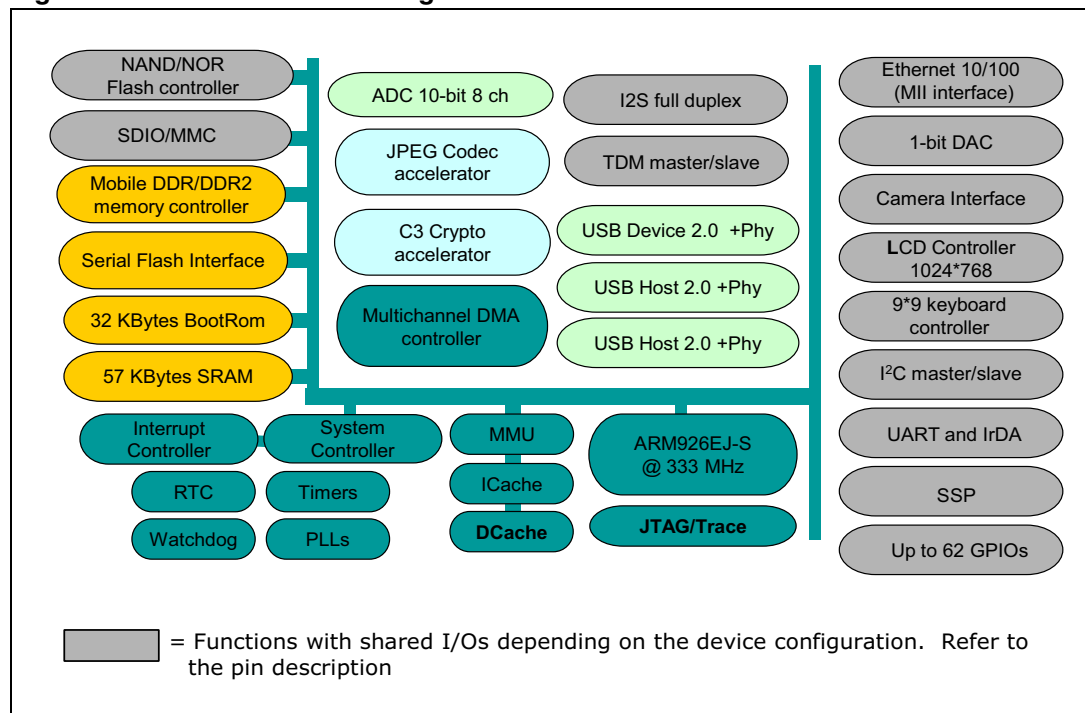 NAND/NOR
Flash controller
SDIO/MMC
Mobile DDR/DDR2
memory controller
Serial Flash Interface
32 KBytes BootRom
57 KBytes SRAM
ADC 10-bit 8 ch
JPEG Codec
accelerator
C3 Crypto
accelerator
Multichannel DMA
controller
I2S full duplex
TDM master/slave
USB Device 2.0 +Phy
USB Host 2.0 +Phy
USB Host 2.0 +Phy
Ethernet 10/100
(MII interface)
1-bit DAC
Camera Interface
LCD Controller
1024*768
9*9 keyboard
controller
I²C master/slave
UART and IrDA
SSP
Up to 62 GPIOs
Interrupt
Controller
System
Controller
RTC
Timers
Watchdog
PLLs
MMU
ICache
DCache
ARM926EJ-S
@ 333 MHz
JTAG/Trace
= Functions with shared I/Os depending on the device configuration. Refer to
the pin description